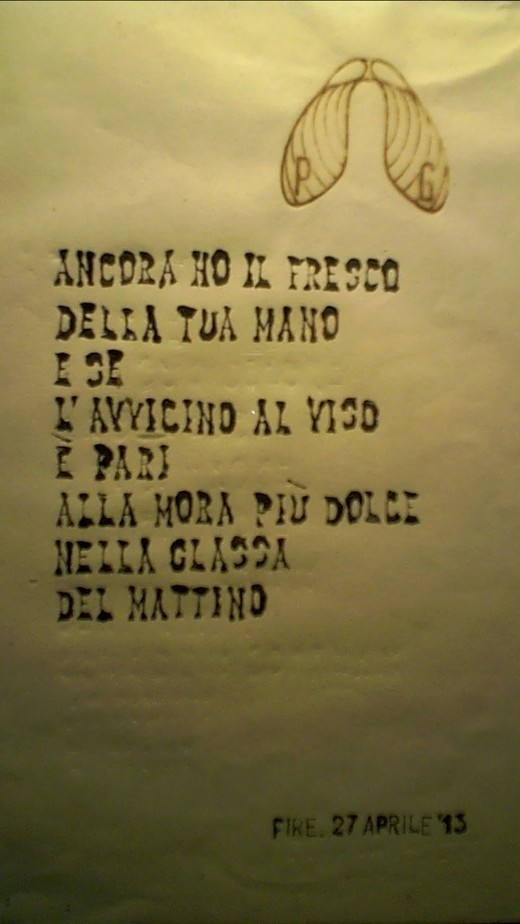 P G
ANCORA HO IL FRESCO
DELLA TUA MANO
E SE
L'AVVICINO AL VISO
È PARI
ALLA MORA PIÙ DOLCE
NELLA GLASSA
DEL MATTINO
FIRE. 27 APRILE '13